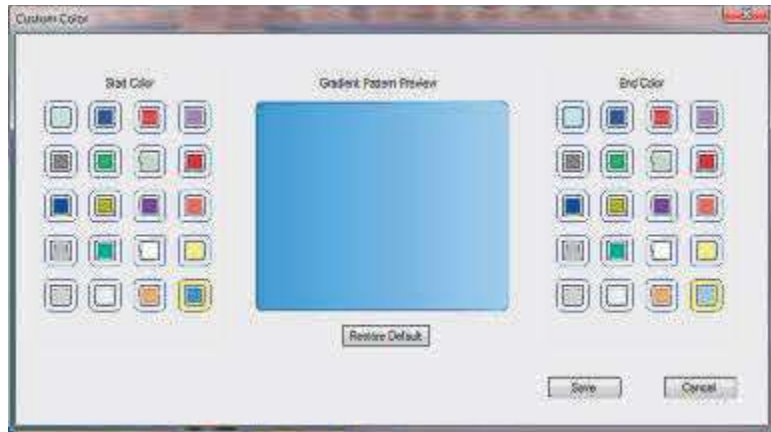 Custom Color
Start Color
Gradient Pattern Preview
End Color
Restore Default
Save
Cancel